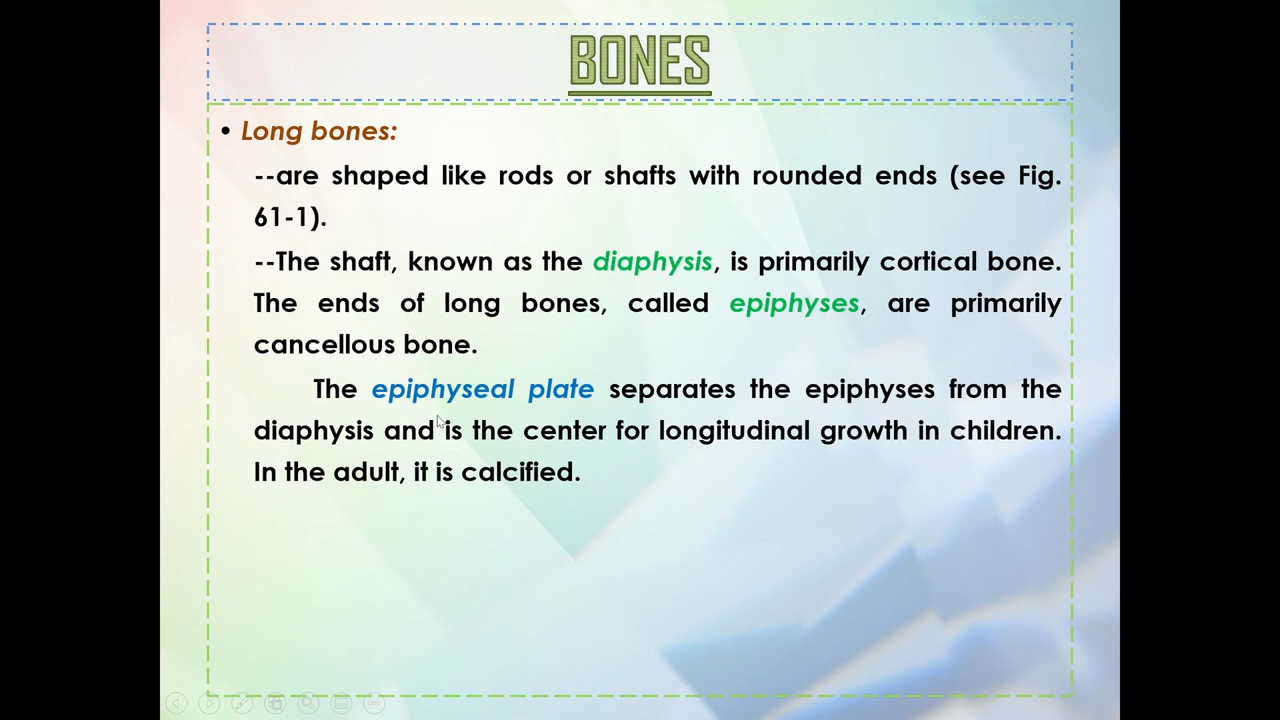 BONES
• Long bones:
--are shaped like rods or shafts with rounded ends (see Fig.
61-1).
--The shaft, known as the diaphysis, is primarily cortical bone.
The ends of long bones, called epiphyses, are primarily
cancellous bone.
The epiphyseal plate separates the epiphyses from the
diaphysis and is the center for longitudinal growth in children.
In the adult, it is calcified.